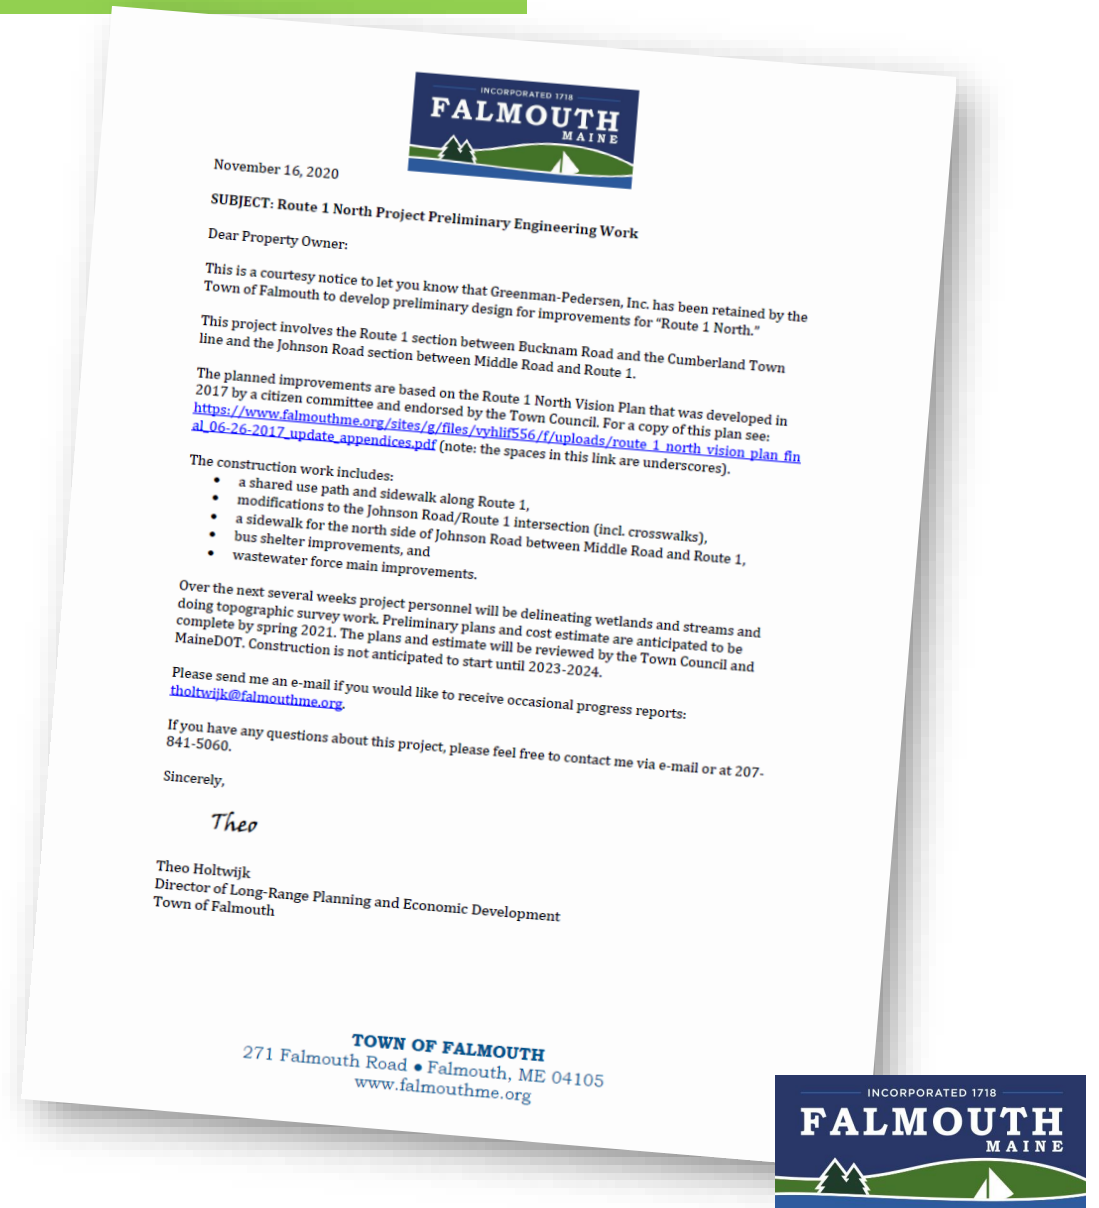 INCORPORATED 1718
FALMOUTH
MAINE
November 16, 2020
SUBJECT: Route 1 North Project Preliminary Engineering Work
Dear Property Owner:
This is a courtesy notice to let you know that Greenman-Pedersen, Inc. has been retained by the
Town of Falmouth to develop preliminary design for improvements for “Route 1 North.”
This project involves the Route 1 section between Bucknam Road and the Cumberland Town
line and the Johnson Road section between Middle Road and Route 1.
The planned improvements are based on the Route 1 North Vision Plan that was developed in
2017 by a citizen committee and endorsed by the Town Council. For a copy of this plan see:
https://www.falmouthme.org/sites/g/files/vyhlif556/f/uploads/route_1_north_vision_plan_fin
al_06-26-2017_update_appendices.pdf (note: the spaces in this link are underscores).
The construction work includes:
• a shared use path and sidewalk along Route 1,
• modifications to the Johnson Road/Route 1 intersection (incl. crosswalks),
• a sidewalk for the north side of Johnson Road between Middle Road and Route 1,
• bus shelter improvements, and
• wastewater force main improvements.
Over the next several weeks project personnel will be delineating wetlands and streams and
doing topographic survey work. Preliminary plans and cost estimate are anticipated to be
complete by spring 2021. The plans and estimate will be reviewed by the Town Council and
MaineDOT. Construction is not anticipated to start until 2023-2024.
Please send me an e-mail if you would like to receive occasional progress reports:
tholtwijk@falmouthme.org.
If you have any questions about this project, please feel free to contact me via e-mail or at 207-
841-5060.
Sincerely,
Theo
Theo Holtwijk
Director of Long-Range Planning and Economic Development
Town of Falmouth
TOWN OF FALMOUTH
271 Falmouth Road • Falmouth, ME 04105
www.falmouthme.org
INCORPORATED 1718
FALMOUTH
MAINE